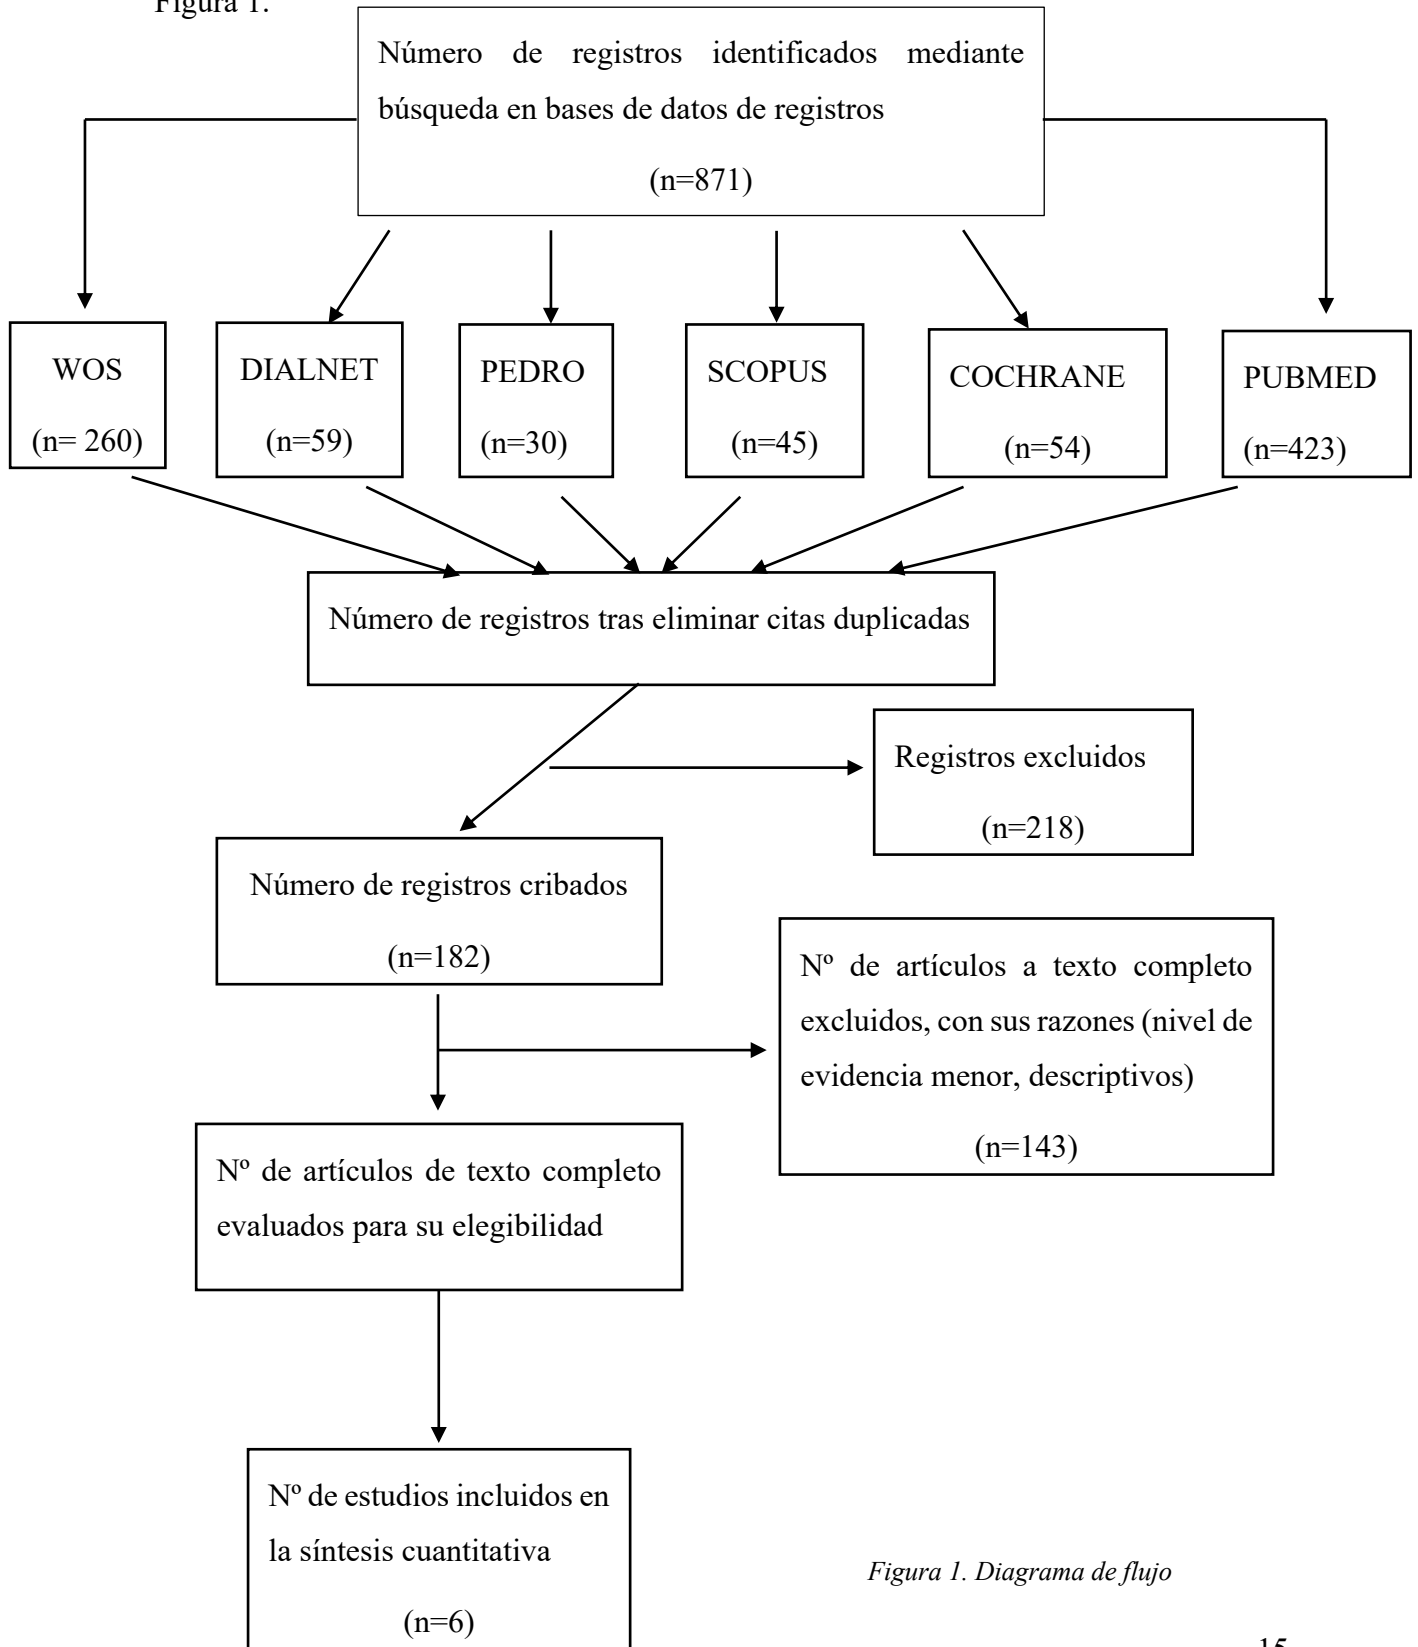 Figura 1.
Número de registros identificados mediante
búsqueda en bases de datos de registros
(n=871)
WOS
(n= 260)
DIALNET
(n=59)
PEDRO
(n=30)
SCOPUS
(n=45)
COCHRANE
(n=54)
PUBMED
(n=423)
Número de registros tras eliminar citas duplicadas
Registros excluidos
(n=218)
Número de registros cribados
(n=182)
Nº de artículos a texto completo
excluidos, con sus razones (nivel de
evidencia menor, descriptivos)
(n=143)
Nº de artículos de texto completo
evaluados para su elegibilidad
Nº de estudios incluidos en
la síntesis cuantitativa
(n=6)
Figura 1. Diagrama de flujo
15